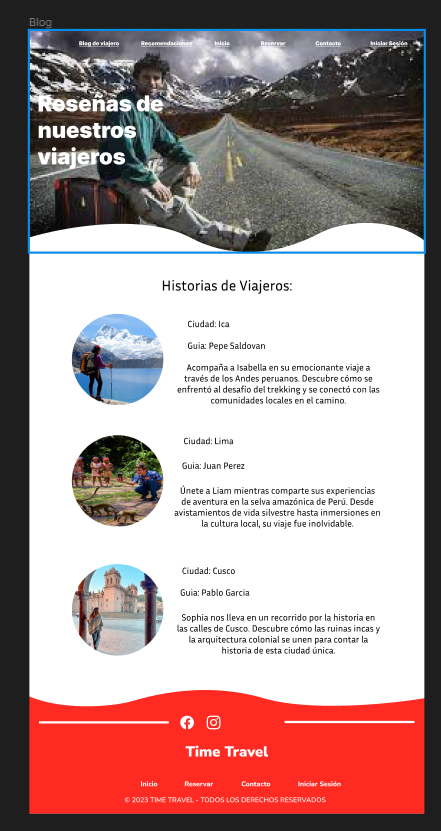 Blog
Blog de viajero Recomendaciones Inicio Reservar Contacto Iniciar Sesión
Reseñas de
nuestros
viajeros
Historias de Viajeros:
Ciudad: Ica
Guia: Pepe Saldovan
Acompaña a Isabella en su emocionante viaje a
través de los Andes peruanos. Descubre cómo se
enfrentó al desafío del trekking y se conectó con las
comunidades locales en el camino.
Ciudad: Lima
Guia: Juan Perez
Únete a Liam mientras comparte sus experiencias
de aventura en la selva amazónica de Perú. Desde
avistamientos de vida silvestre hasta inmersiones en
la cultura local, su viaje fue inolvidable.
Ciudad: Cusco
Guia: Pablo Garcia
Sophia nos lleva en un recorrido por la historia en
las calles de Cusco. Descubre cómo las ruinas incas y
la arquitectura colonial se unen para contar la
historia de esta ciudad única.
Time Travel
Inicio Reservar Contacto Iniciar Sesión
© 2023 TIME TRAVEL - TODOS LOS DERECHOS RESERVADOS